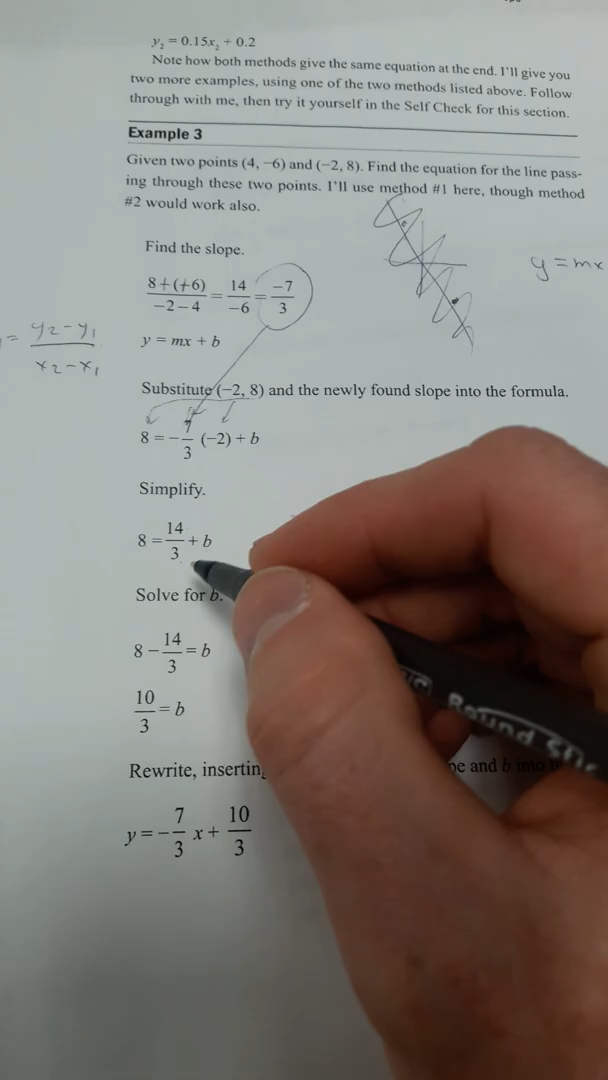 y₂ = 0.15x₂ + 0.2
Note how both methods give the same equation at the end. I'll give you
two more examples, using one of the two methods listed above. Follow
through with me, then try it yourself in the Self Check for this section.
Example 3
Given two points (4, −6) and (−2, 8). Find the equation for the line pass-
ing through these two points. I'll use method #1 here, though method
#2 would work also.
Find the slope.
y = mx
8+(+6)/−2−4 = 14/−6 = −7/3
= y₂−y₁/x₂−x₁
y = mx + b
Substitute (−2, 8) and the newly found slope into the formula.
8 = −7/3 (−2) + b
Simplify.
8 = 14/3 + b
Solve for b.
8 − 14/3 = b
10/3 = b
Rewrite, and b
y = −7/3 x + 10/3
Round Stic